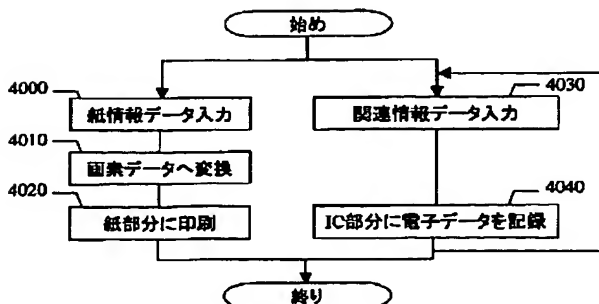 始め
4000
紙情報データ入力
4010
画素データへ変換
4020
紙部分に印刷
4030
関連情報データ入力
4040
IC部分に電子データを記録
終り